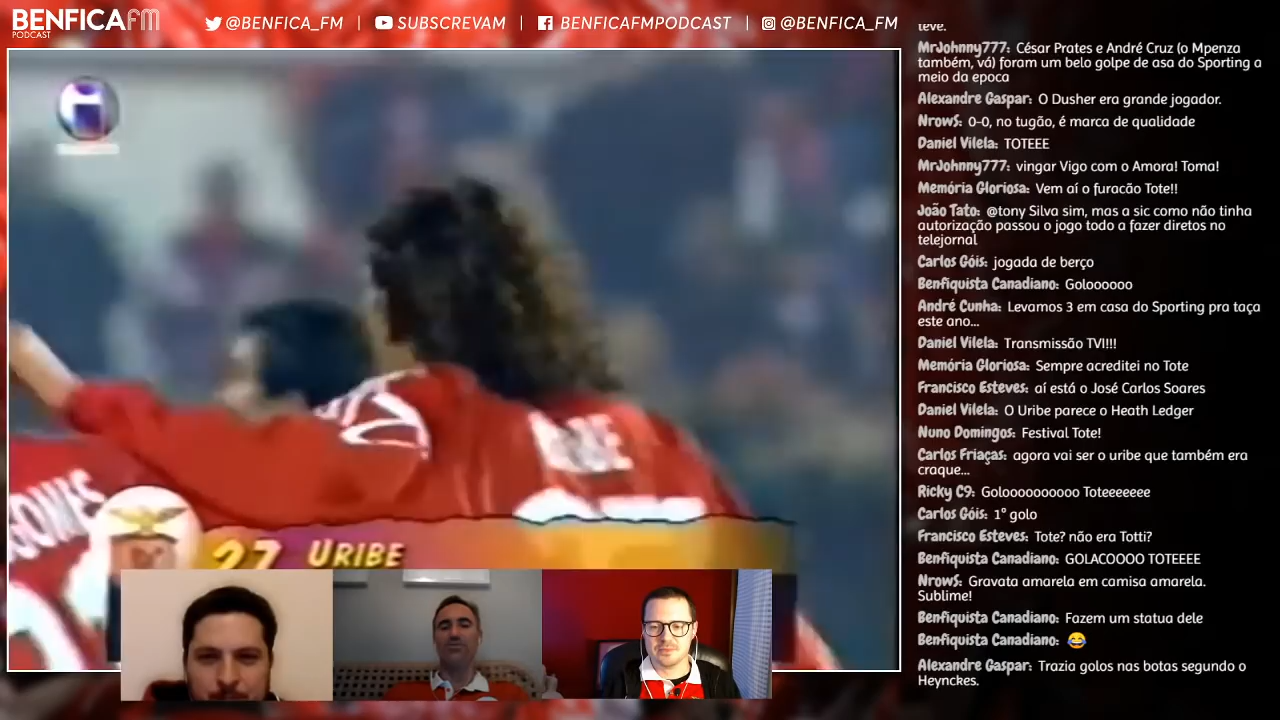 BENFICAFM
PODCAST
@BENFICA_FM | SUBSCREVAM | BENFICAFMPODCAST | @BENFICA_FM
teve.
MrJohnny777: César Prates e André Cruz (o Mpenza
também, vá) foram um belo golpe de asa do Sporting a
meio da epoca
Alexandre Gaspar: O Dusher era grande jogador.
NrowS: 0-0, no tugão, é marca de qualidade
Daniel Vilela: TOTEEE
MrJohnny777: vingar Vigo com o Amora! Toma!
Memória Gloriosa: Vem aí o furacão Tote!!
João Tato: @tony Silva sim, mas a sic como não tinha
autorização passou o jogo todo a fazer diretos no
telejornal
Carlos Góis: jogada de berço
Benfiquista Canadiano: Goloooooo
André Cunha: Levamos 3 em casa do Sporting pra taça
este ano...
Daniel Vilela: Transmissão TVI!!!
Memória Gloriosa: Sempre acreditei no Tote
Francisco Esteves: aí está o José Carlos Soares
Daniel Vilela: O Uribe parece o Heath Ledger
Nuno Domingos: Festival Tote!
Carlos Friaças: agora vai ser o uribe que também era
craque...
Ricky C9: Goloooooooooo Toteeeeeee
Carlos Góis: 1º golo
Francisco Esteves: Tote? não era Totti?
Benfiquista Canadiano: GOLACOOOO TOTEEEE
NrowS: Gravata amarela em camisa amarela.
Sublime!
Benfiquista Canadiano: Fazem um statua dele
Benfiquista Canadiano: 😂
Alexandre Gaspar: Trazia golos nas botas segundo o
Heynckes.
GOMES
27 URIBE